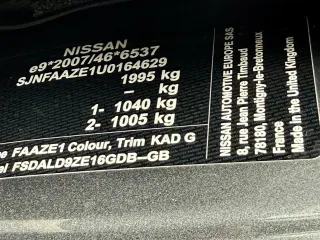 NISSAN
e9*2007/46*6537
SJNFAAZE1U0164629
1995 kg
– kg
1- 1040 kg
2- 1005 kg
FAAZE1 Colour, Trim KAD G
FSDALD9ZE16GDB–GB
NISSAN AUTOMOTIVE EUROPE SAS
8, rue Jean Pierre Timbaud
78180, Montigny-le-Bretonneux
France
Made in the United Kingdom